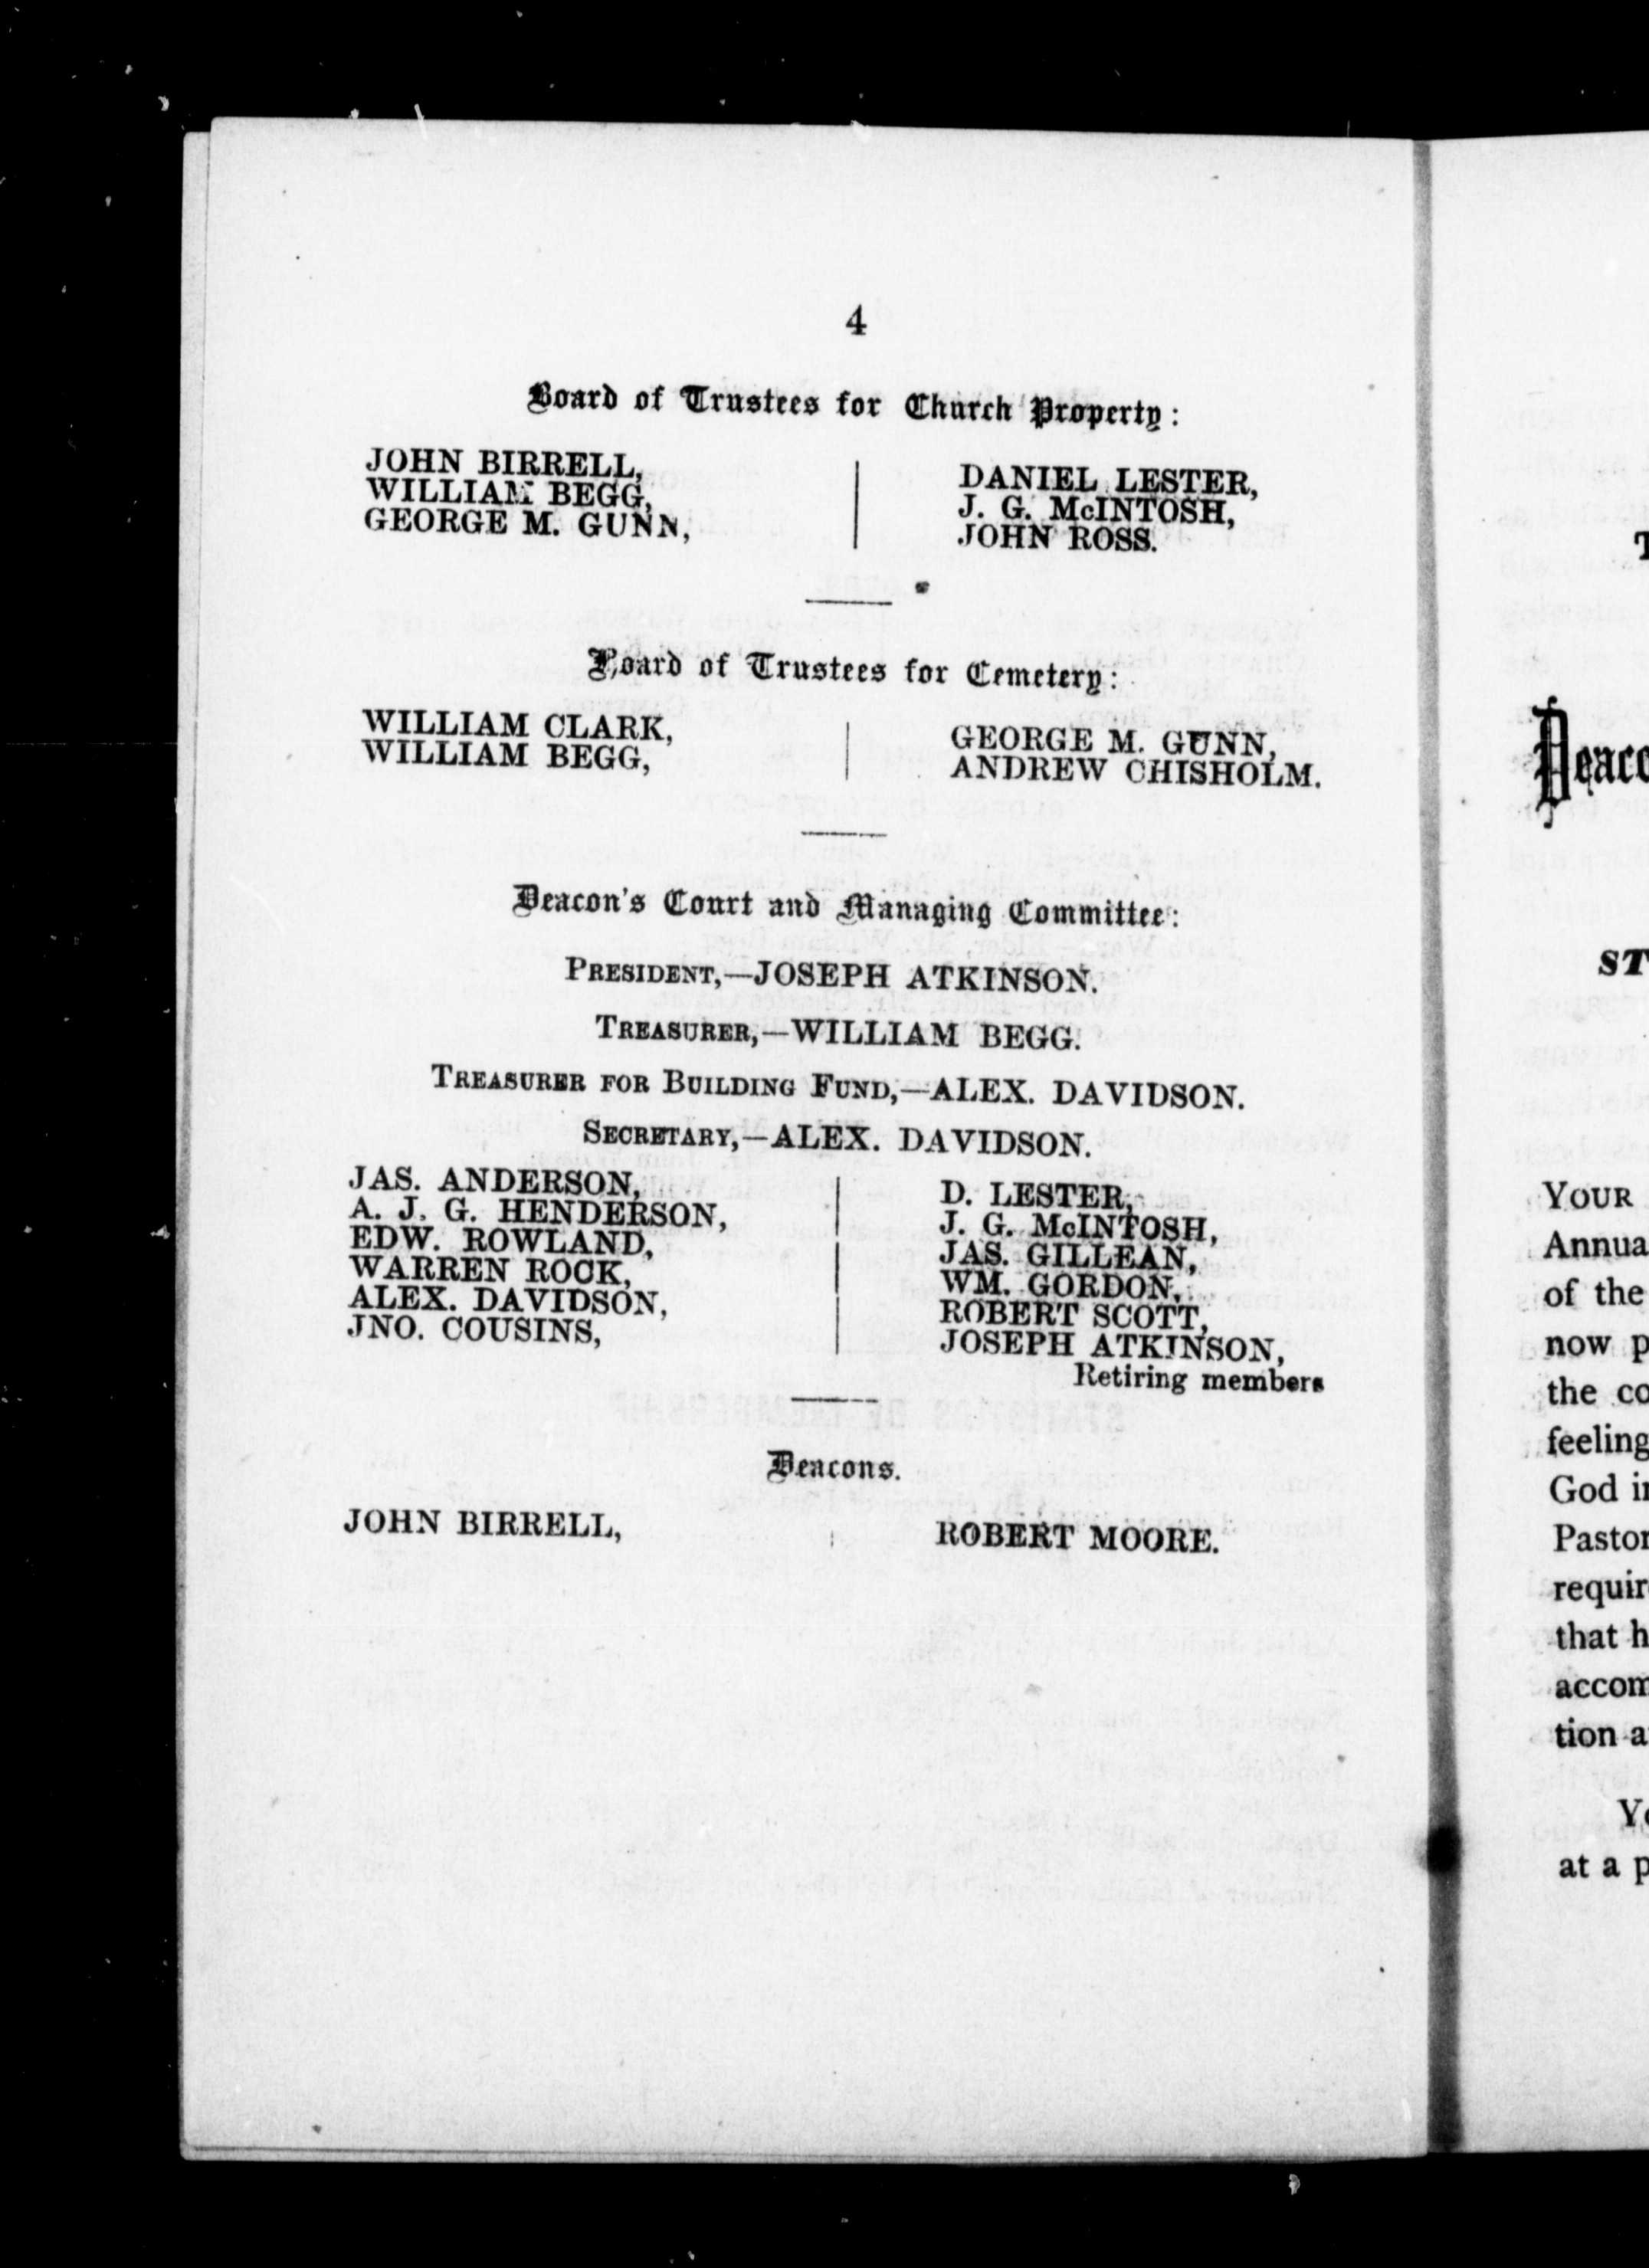 4
Board of Trustees for Church Property:
JOHN BIRRELL,
WILLIAM BEGG,
GEORGE M. GUNN,
DANIEL LESTER,
J. G. McINTOSH,
JOHN ROSS.
Board of Trustees for Cemetery:
WILLIAM CLARK,
WILLIAM BEGG,
GEORGE M. GUNN,
ANDREW CHISHOLM.
Deacon's Court and Managing Committee:
PRESIDENT,—JOSEPH ATKINSON.
TREASURER,—WILLIAM BEGG.
TREASURER FOR BUILDING FUND,—ALEX. DAVIDSON.
SECRETARY,—ALEX. DAVIDSON.
JAS. ANDERSON,
A. J. G. HENDERSON,
EDW. ROWLAND,
WARREN ROCK,
ALEX. DAVIDSON,
JNO. COUSINS,
D. LESTER,
J. G. McINTOSH,
JAS. GILLEAN,
WM. GORDON,
ROBERT SCOTT,
JOSEPH ATKINSON,
Retiring members
Deacons.
JOHN BIRRELL,
ROBERT MOORE.
YOUR
Annua
of the
now p
the co
feeling
God i
Pastor
requir
that h
accom
tion a
at a p